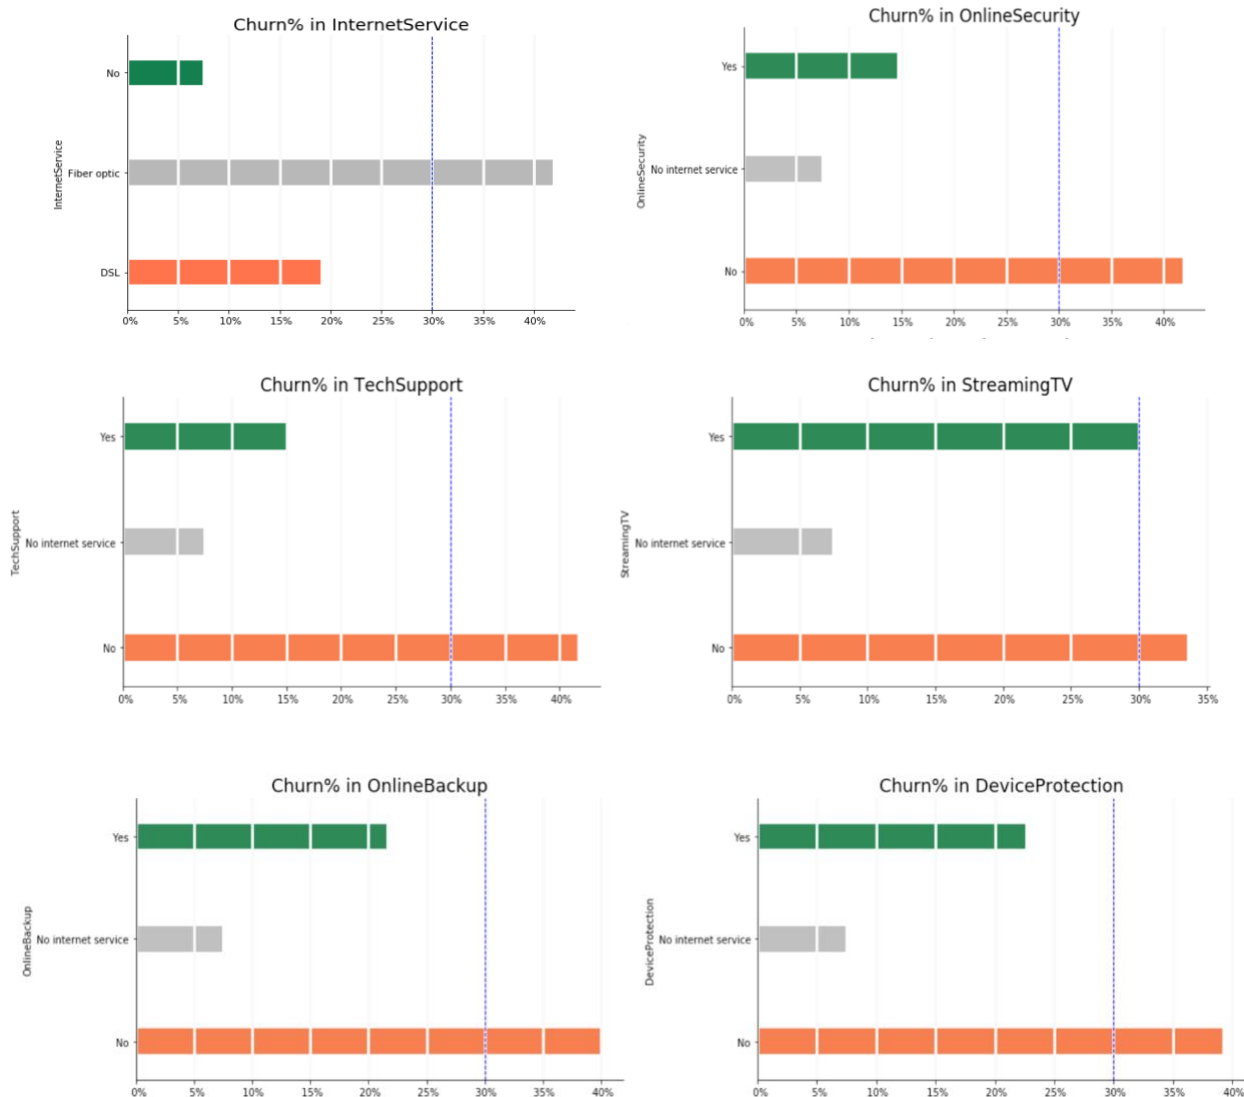 Churn% in InternetService
No
Fiber optic
DSL
InternetService
0% 5% 10% 15% 20% 25% 30% 35% 40%
Churn% in OnlineSecurity
Yes
No internet service
No
OnlineSecurity
0% 5% 10% 15% 20% 25% 30% 35% 40%
Churn% in TechSupport
Yes
No internet service
No
TechSupport
0% 5% 10% 15% 20% 25% 30% 35% 40%
Churn% in StreamingTV
Yes
No internet service
No
StreamingTV
0% 5% 10% 15% 20% 25% 30% 35%
Churn% in OnlineBackup
Yes
No internet service
No
OnlineBackup
0% 5% 10% 15% 20% 25% 30% 35% 40%
Churn% in DeviceProtection
Yes
No internet service
No
DeviceProtection
0% 5% 10% 15% 20% 25% 30% 35% 40%